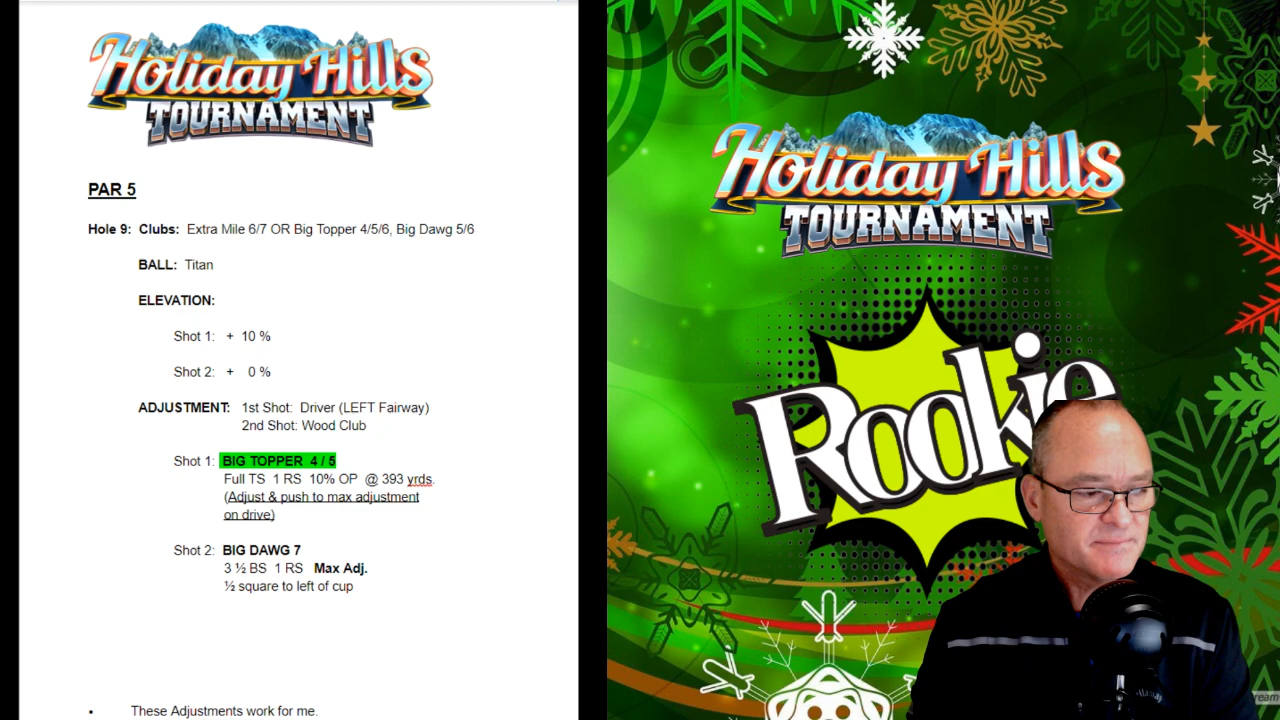 Holiday Hills
TOURNAMENT
PAR 5
Hole 9: Clubs: Extra Mile 6/7 OR Big Topper 4/5/6, Big Dawg 5/6
BALL: Titan
ELEVATION:
Shot 1: + 10 %
Shot 2: + 0 %
ADJUSTMENT: 1st Shot: Driver (LEFT Fairway)
2nd Shot: Wood Club
Shot 1: BIG TOPPER 4 / 5
Full TS 1 RS 10% OP @ 393 yrds.
(Adjust & push to max adjustment
on drive)
Shot 2: BIG DAWG 7
3 ½ BS 1 RS Max Adj.
½ square to left of cup
• These Adjustments work for me.
Holiday Hills
TOURNAMENT
Rookie